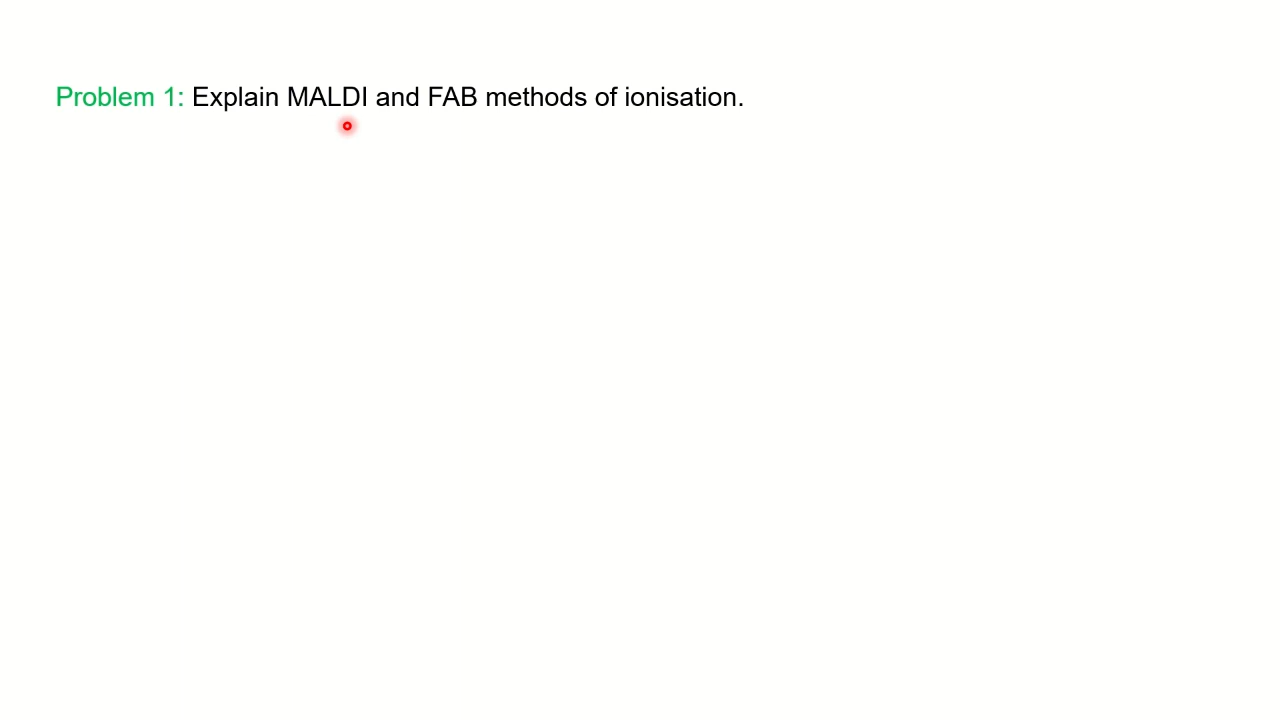 Problem 1: Explain MALDI and FAB methods of ionisation.